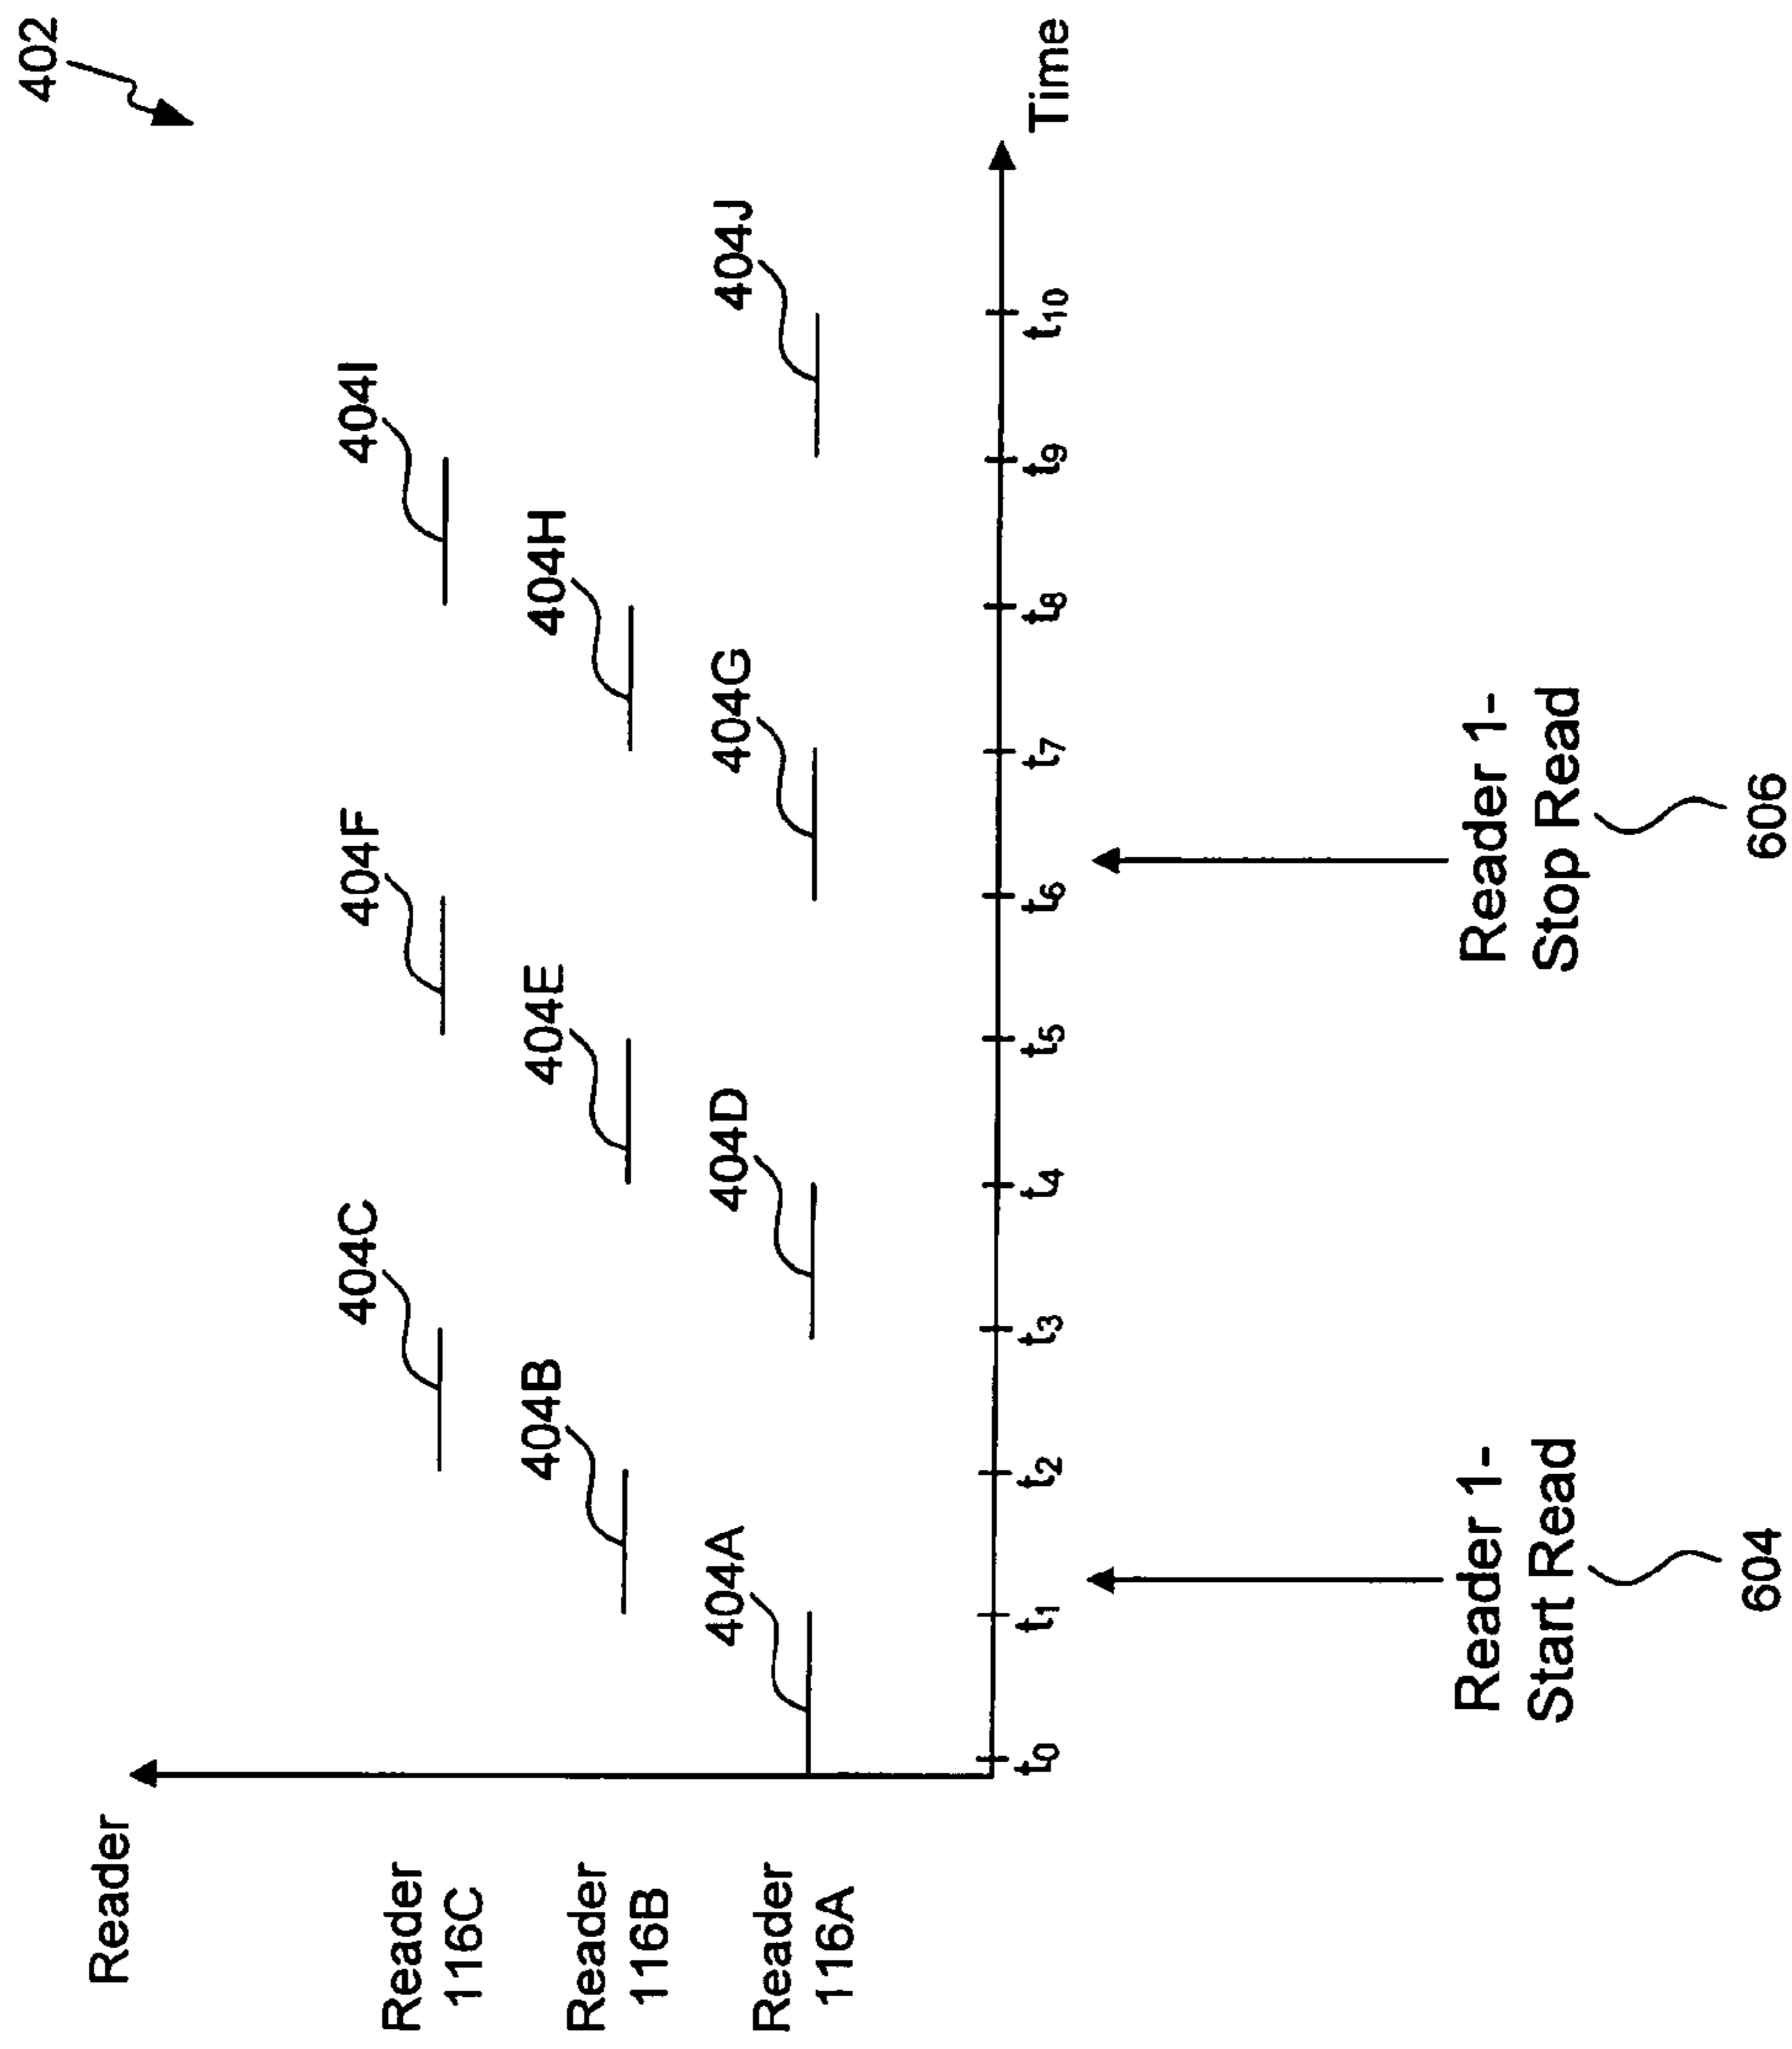 402
Reader
Reader
116C
Reader
116B
Reader
116A
404A
404B
404C
404D
404E
404F
404G
404H
404I
404J
t0
t1
t2
t3
t4
t5
t6
t7
t8
t9
t10
Time
Reader 1-
Start Read
604
Reader 1-
Stop Read
606